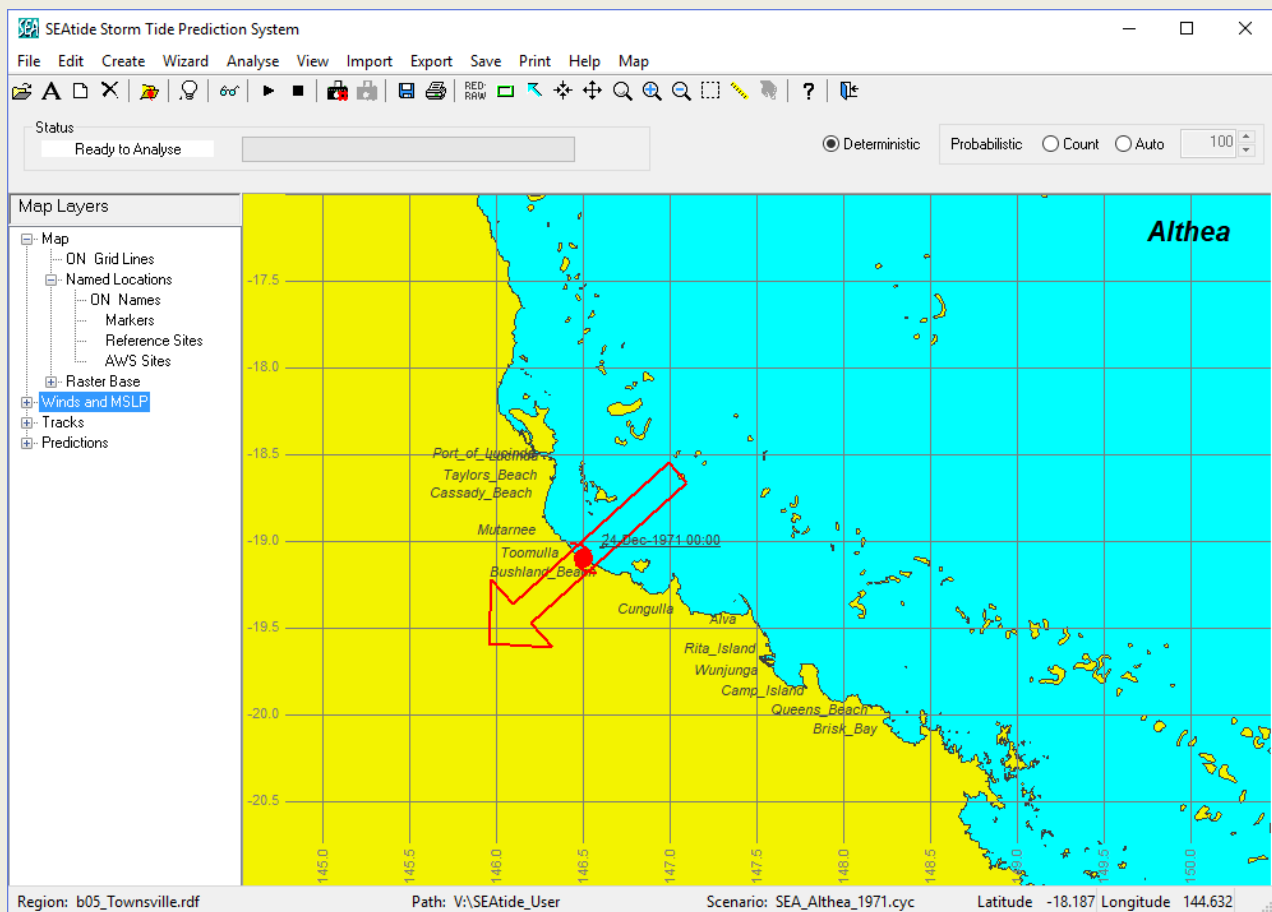 SEAtide Storm Tide Prediction System
File Edit Create Wizard Analyse View Import Export Save Print Help Map
RED-
RAW
Status
Ready to Analyse
Deterministic Probabilistic Count Auto 100
Map Layers
Map
ON Grid Lines
Named Locations
ON Names
Markers
Reference Sites
AWS Sites
Raster Base
Winds and MSLP
Tracks
Predictions
Althea
-17.5
-18.0
-18.5
Port_of_Lucinda
Lucinda
Taylors_Beach
Cassady_Beach
Mutarnee
-19.0
24-Dec-1971 00:00
Toomulla
Bushland_Beach
Cungulla
Alva
-19.5
Rita_Island
Wunjunga
Camp_Island
Queens_Beach
-20.0
Brisk_Bay
-20.5
145.0 145.5 146.0 146.5 147.0 147.5 148.0 148.5 149.0 149.5 150.0
Region: b05_Townsville.rdf Path: V:\SEAtide_User Scenario: SEA_Althea_1971.cyc Latitude -18.187 Longitude 144.632